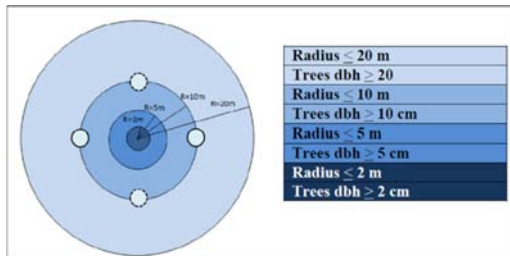 R=10m
R=5m
R=20m
R=2m
Radius ≤ 20 m
Trees dbh ≥ 20
Radius ≤ 10 m
Trees dbh ≥ 10 cm
Radius ≤ 5 m
Trees dbh ≥ 5 cm
Radius ≤ 2 m
Trees dbh ≥ 2 cm